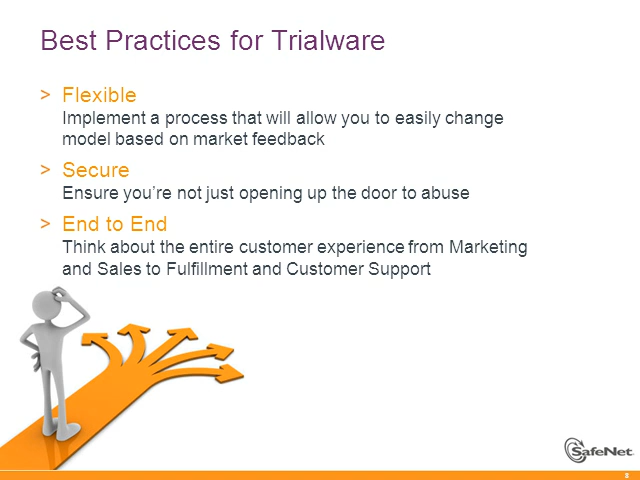 Best Practices for Trialware
> Flexible
Implement a process that will allow you to easily change
model based on market feedback
> Secure
Ensure you’re not just opening up the door to abuse
> End to End
Think about the entire customer experience from Marketing
and Sales to Fulfillment and Customer Support
SafeNet
8